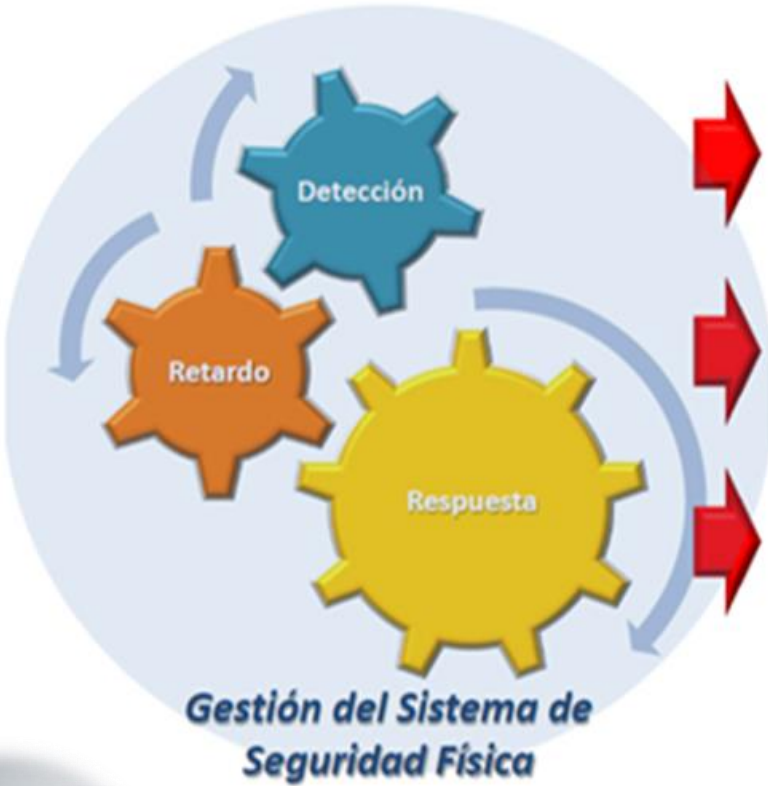 Detección
Retardo
Respuesta
Gestión del Sistema de
Seguridad Física